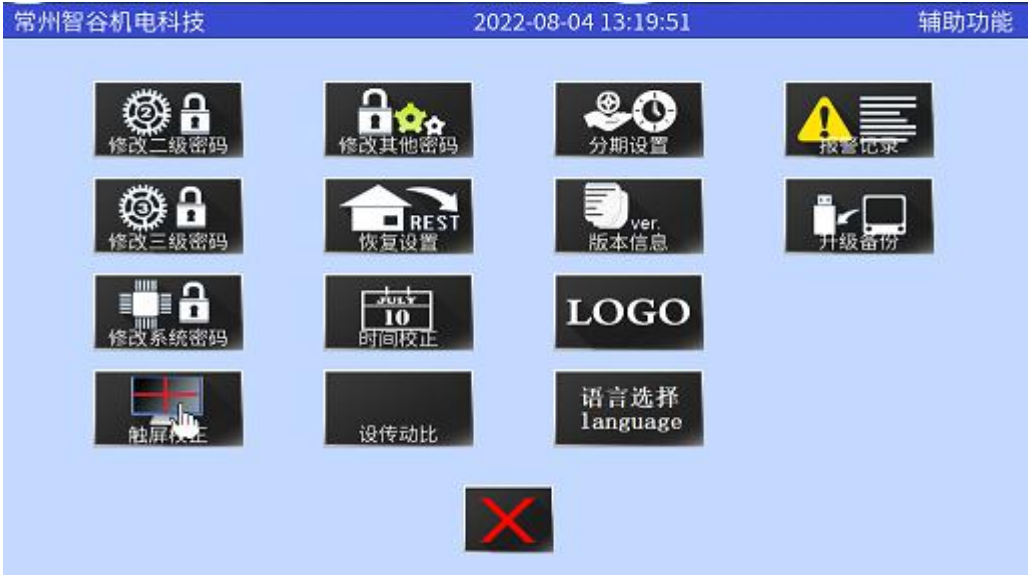 常州智谷机电科技 2022-08-04 13:19:51 辅助功能
2
修改二级密码
修改其他密码
分期设置
报警记录
3
修改三级密码
REST
恢复设置
ver.
版本信息
升级备份
修改系统密码
JULY
10
时间校正
LOGO
触屏校正
设传动比
语言选择
language